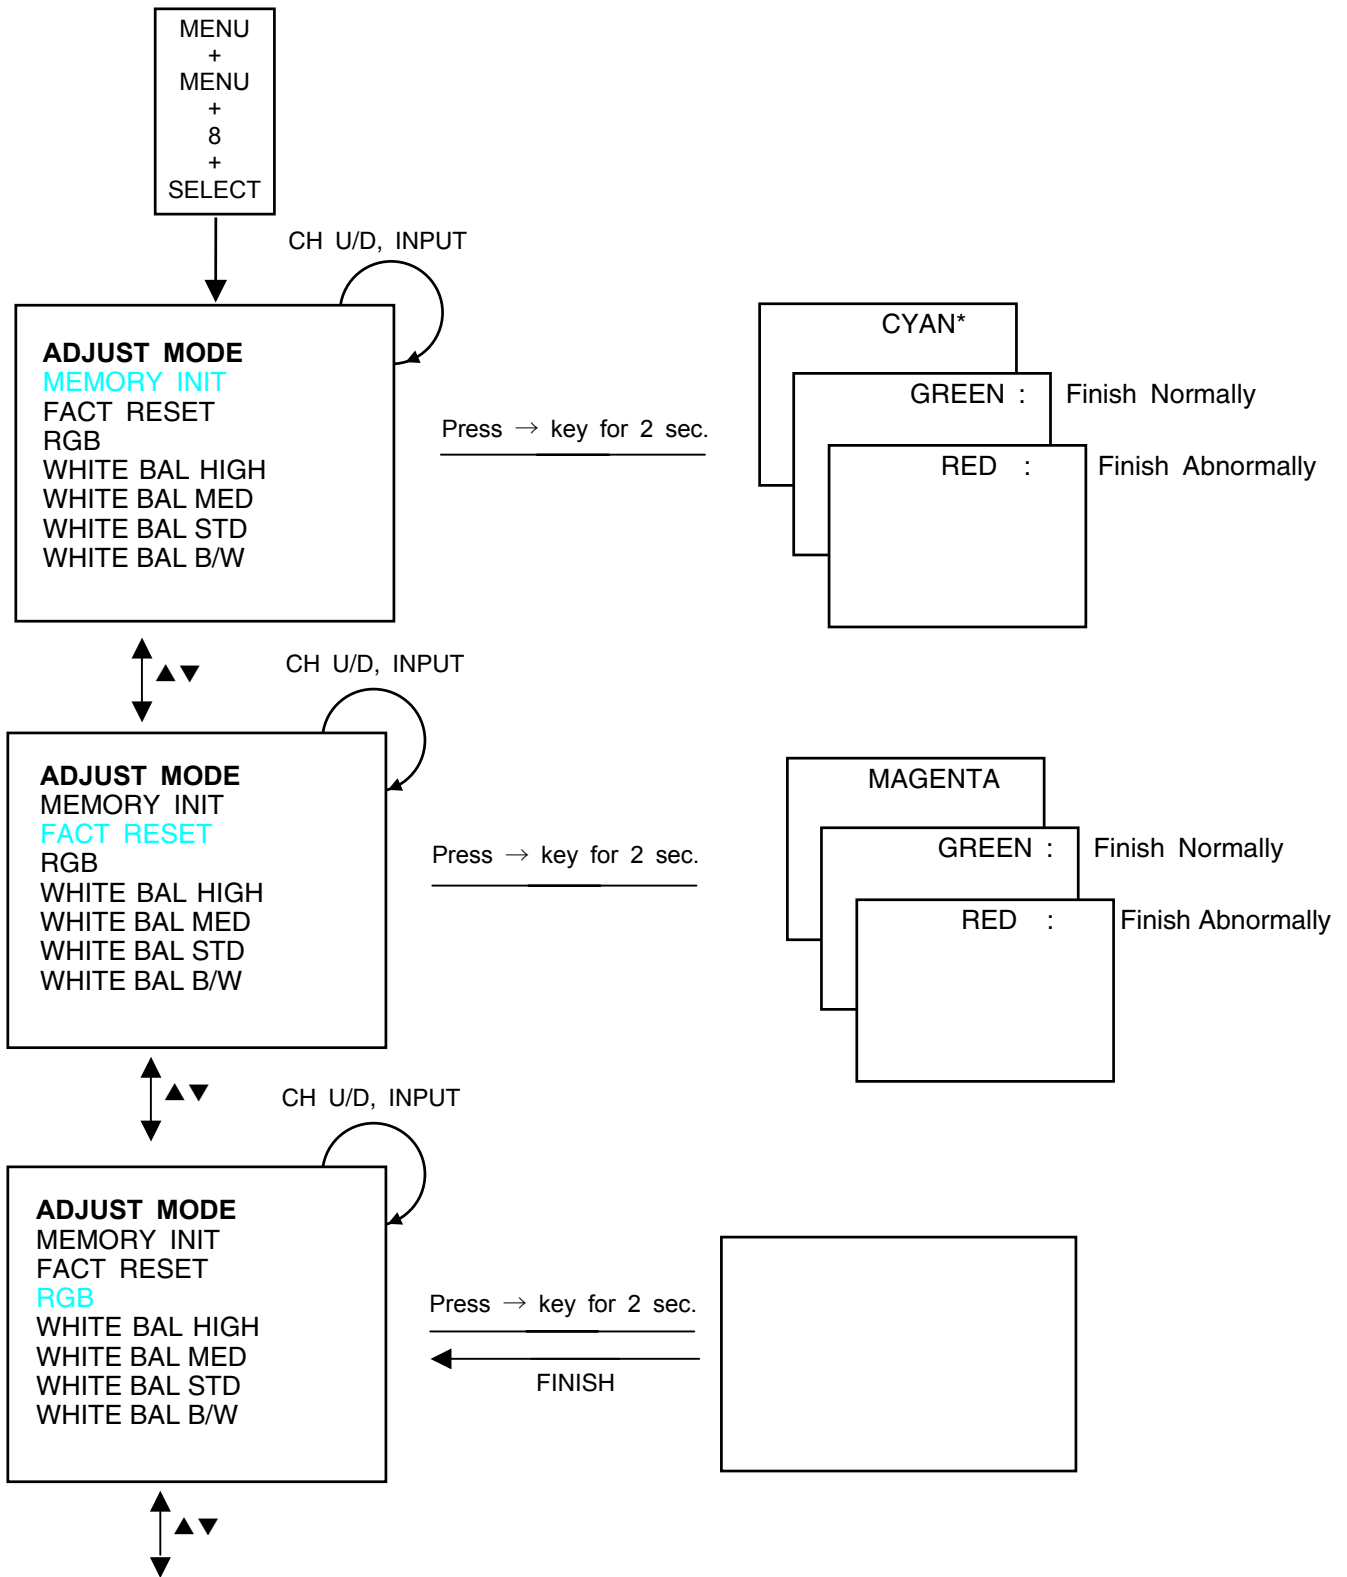 MENU
+
MENU
+
8
+
SELECT
CH U/D, INPUT
ADJUST MODE
MEMORY INIT
FACT RESET
RGB
WHITE BAL HIGH
WHITE BAL MED
WHITE BAL STD
WHITE BAL B/W
Press → key for 2 sec.
CYAN*
GREEN : Finish Normally
RED : Finish Abnormally
▲▼
CH U/D, INPUT
ADJUST MODE
MEMORY INIT
FACT RESET
RGB
WHITE BAL HIGH
WHITE BAL MED
WHITE BAL STD
WHITE BAL B/W
Press → key for 2 sec.
MAGENTA
GREEN : Finish Normally
RED : Finish Abnormally
▲▼
CH U/D, INPUT
ADJUST MODE
MEMORY INIT
FACT RESET
RGB
WHITE BAL HIGH
WHITE BAL MED
WHITE BAL STD
WHITE BAL B/W
Press → key for 2 sec.
FINISH
▲▼